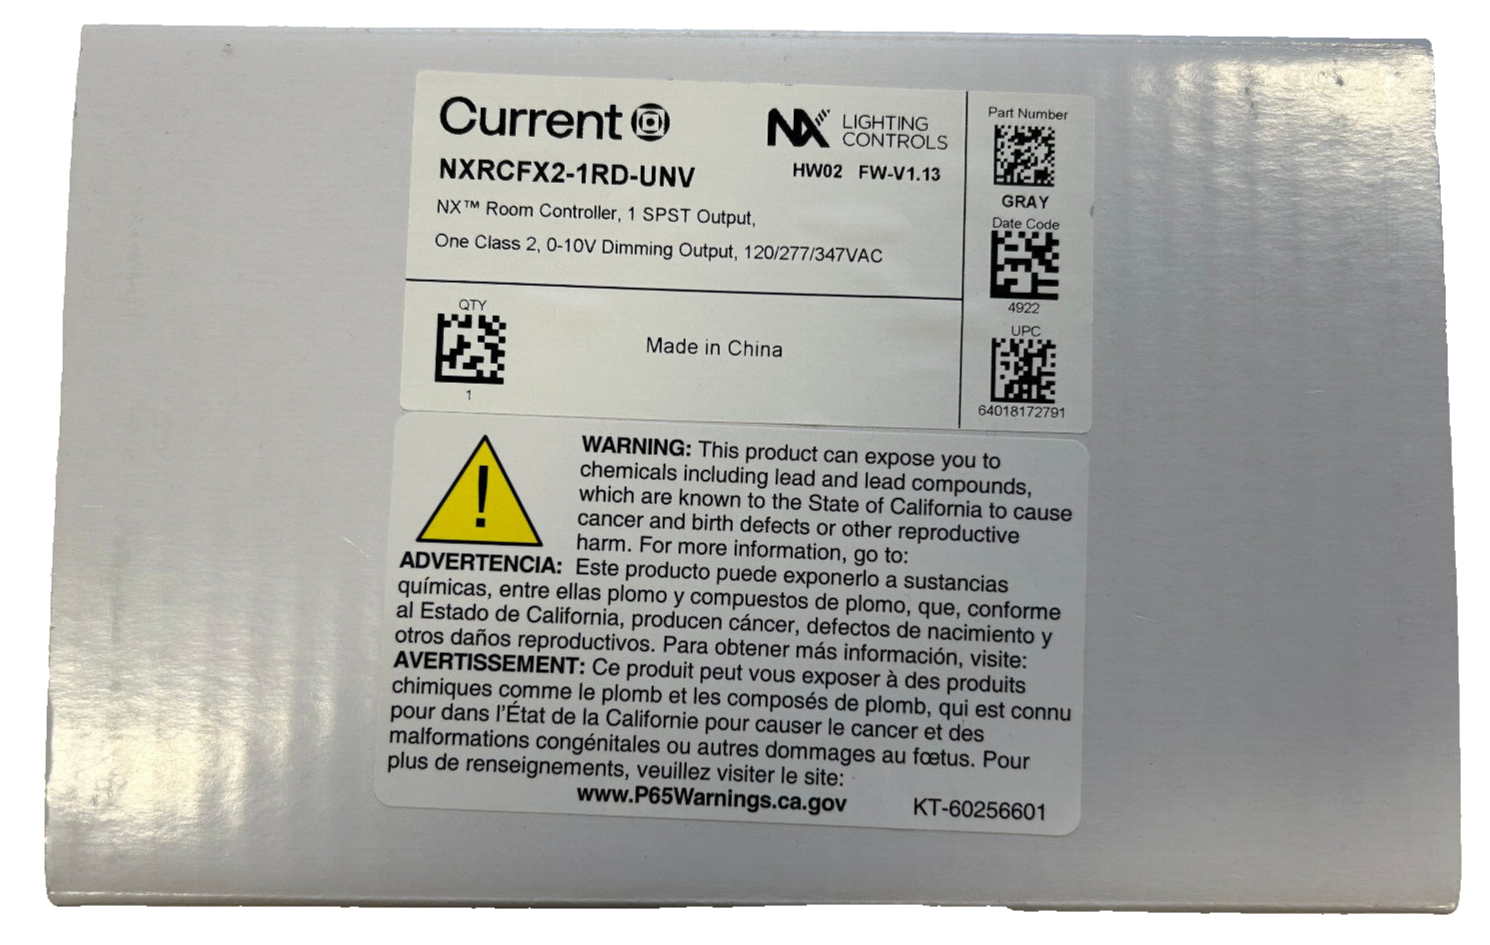 Current
NX LIGHTING CONTROLS
NXRCFX2-1RD-UNV
HW02 FW-V1.13
NX™ Room Controller, 1 SPST Output,
One Class 2, 0-10V Dimming Output, 120/277/347VAC
Part Number
GRAY
Date Code
4922
UPC
64018172791
QTY
1
Made in China
WARNING: This product can expose you to
chemicals including lead and lead compounds,
which are known to the State of California to cause
cancer and birth defects or other reproductive
harm. For more information, go to:
ADVERTENCIA: Este producto puede exponerlo a sustancias
químicas, entre ellas plomo y compuestos de plomo, que, conforme
al Estado de California, producen cáncer, defectos de nacimiento y
otros daños reproductivos. Para obtener más información, visite:
AVERTISSEMENT: Ce produit peut vous exposer à des produits
chimiques comme le plomb et les composés de plomb, qui est connu
pour dans l'État de la Californie pour causer le cancer et des
malformations congénitales ou autres dommages au fœtus. Pour
plus de renseignements, veuillez visiter le site:
www.P65Warnings.ca.gov
KT-60256601